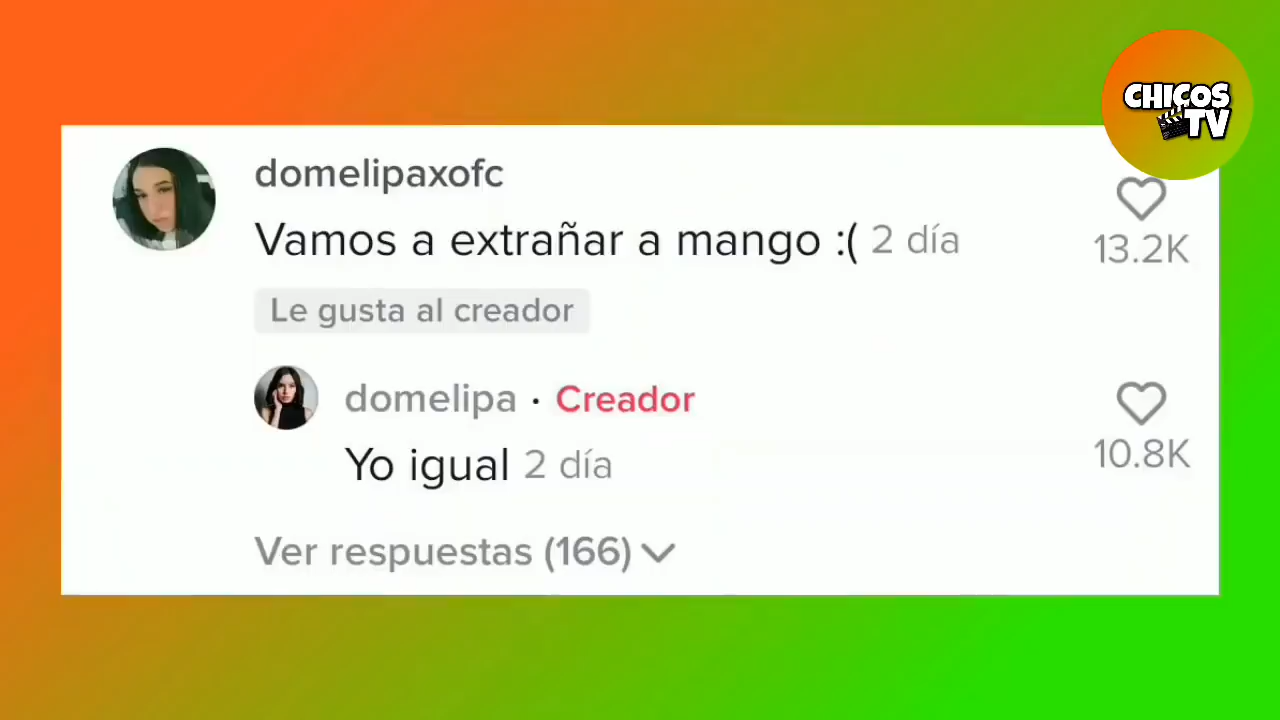 CHICOS
TV
domelipaxofc
Vamos a extrañar a mango :( 2 día
13.2K
Le gusta al creador
domelipa · Creador
Yo igual 2 día
10.8K
Ver respuestas (166)